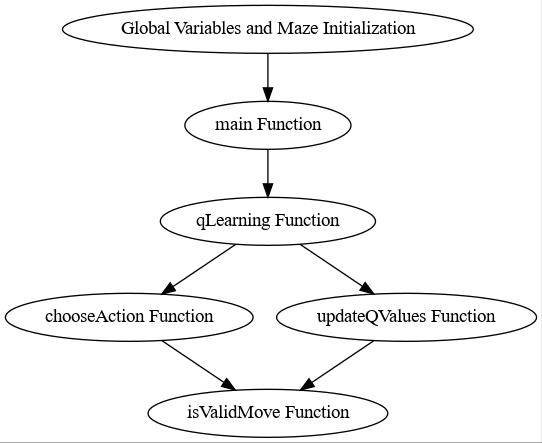 Global Variables and Maze Initialization
main Function
qLearning Function
chooseAction Function
updateQValues Function
isValidMove Function